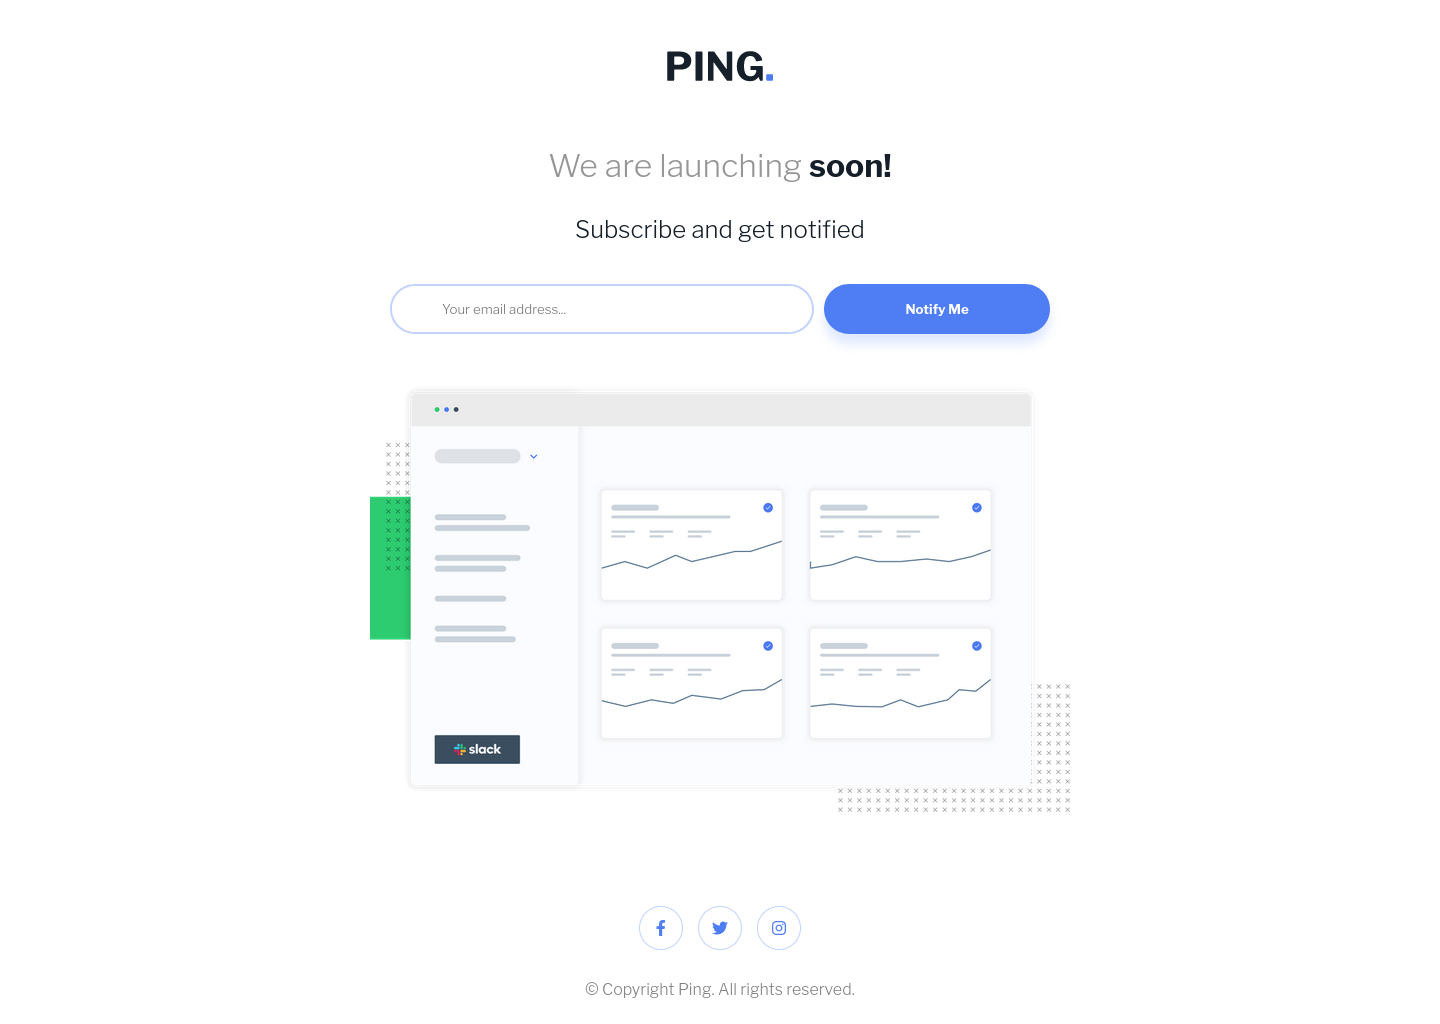 PING.
We are launching soon!
Subscribe and get notified
Your email address...
Notify Me
slack
© Copyright Ping. All rights reserved.